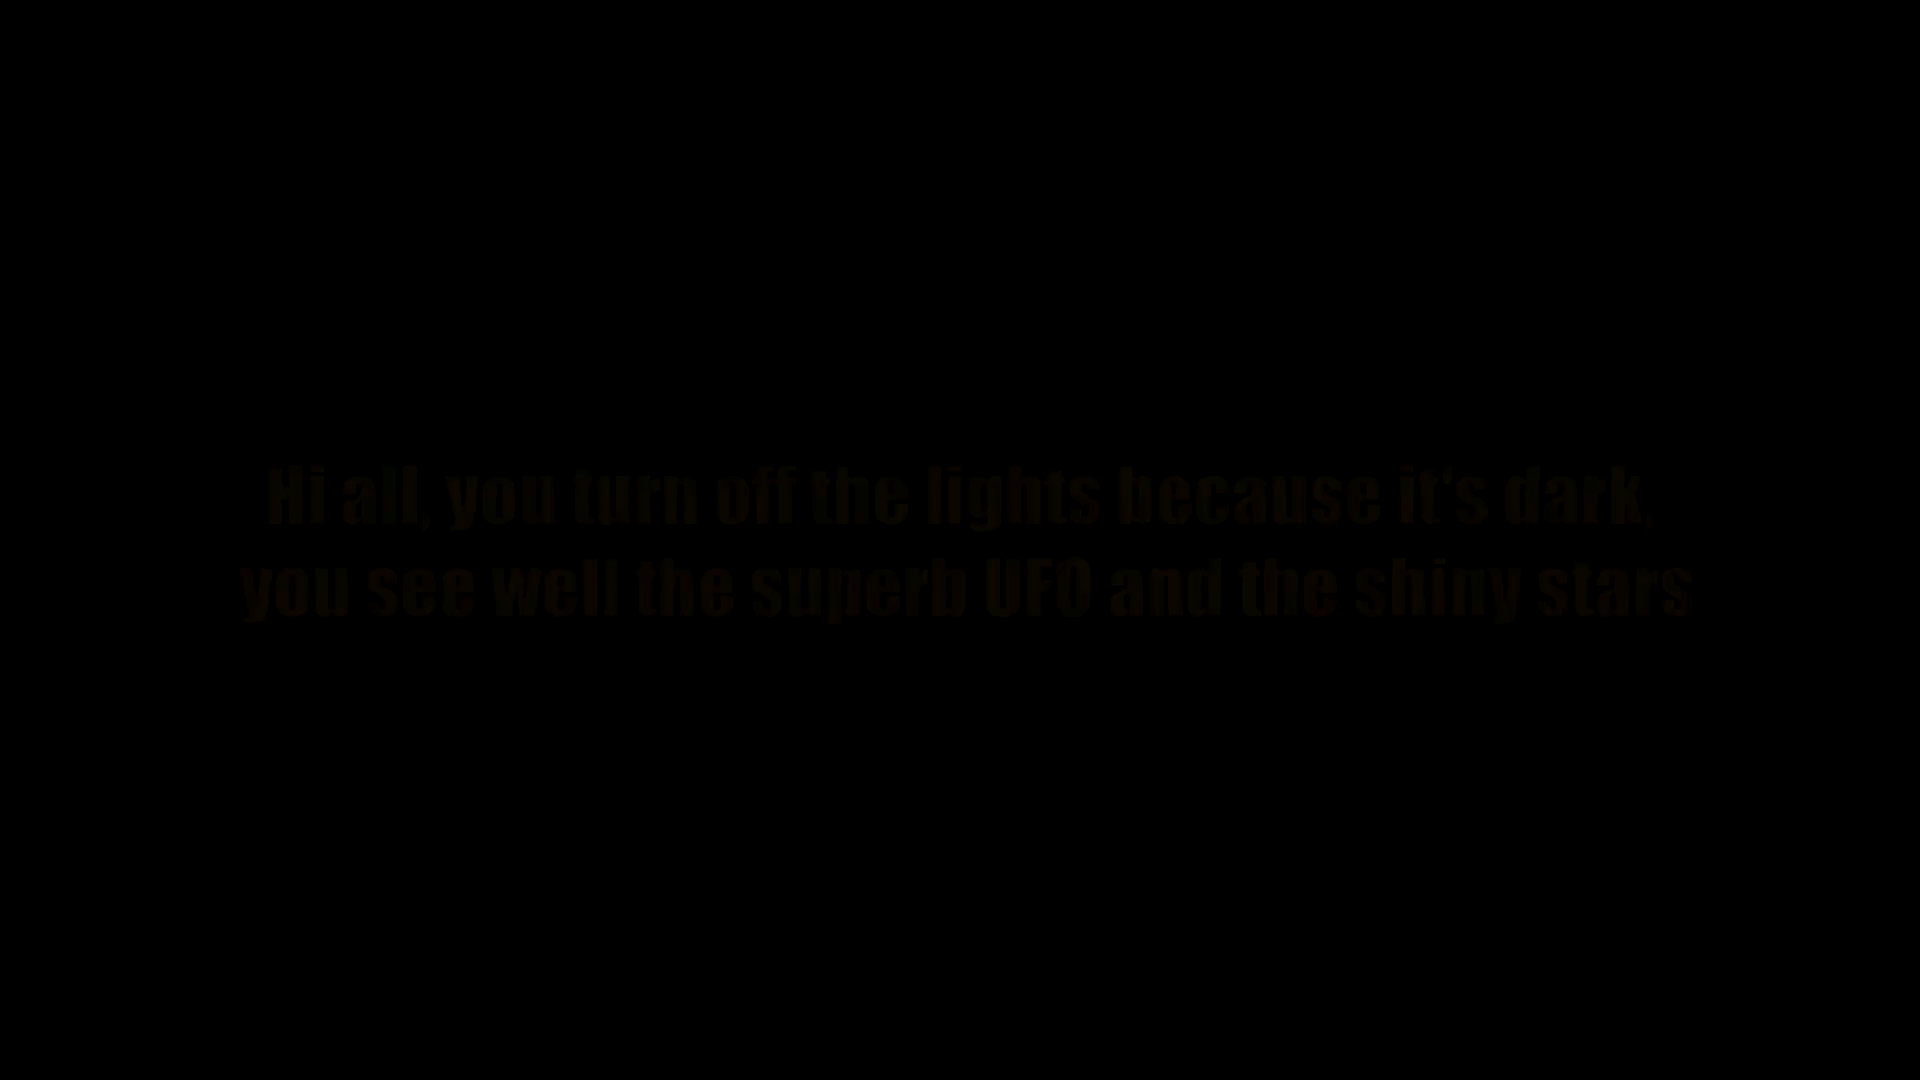 Hi all, you turn off the lights because it's dark,
you see well the superb UFO and the shiny stars